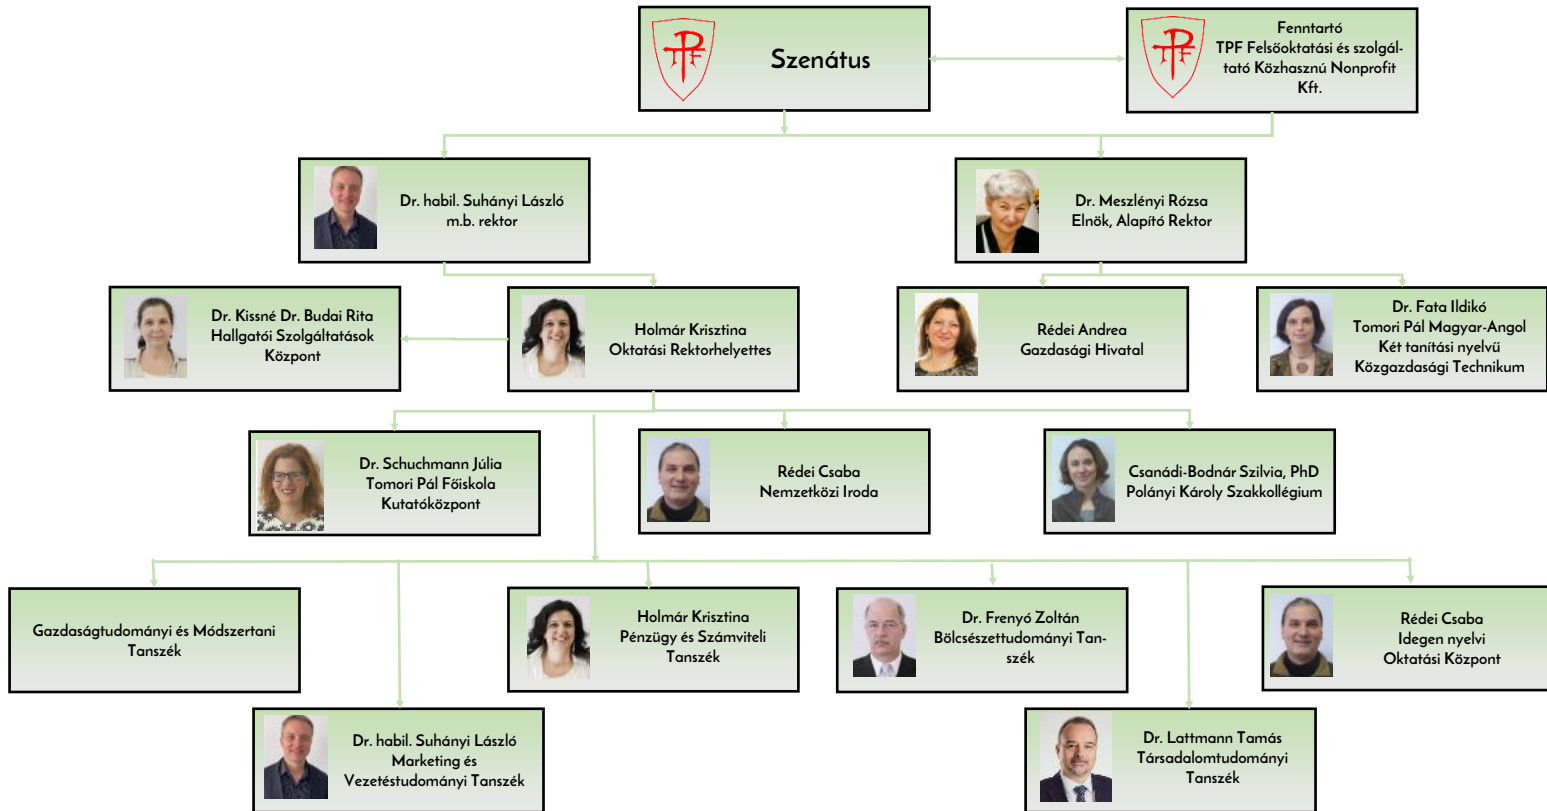 TPF
Szenátus
TPF
Fenntartó
TPF Felsőoktatási és szolgál-
tató Közhasznú Nonprofit
Kft.
Dr. habil. Suhányi László
m.b. rektor
Dr. Meszlényi Rózsa
Elnök, Alapító Rektor
Dr. Kissné Dr. Budai Rita
Hallgatói Szolgáltatások
Központ
Holmár Krisztina
Oktatási Rektorhelyettes
Rédei Andrea
Gazdasági Hivatal
Dr. Fata Ildikó
Tomori Pál Magyar-Angol
Két tanítási nyelvű
Közgazdasági Technikum
Dr. Schuchmann Júlia
Tomori Pál Főiskola
Kutatóközpont
Rédei Csaba
Nemzetközi Iroda
Csanádi-Bodnár Szilvia, PhD
Polányi Károly Szakkollégium
Gazdaságtudományi és Módszertani
Tanszék
Holmár Krisztina
Pénzügy és Számviteli
Tanszék
Dr. Frenyó Zoltán
Bölcsészettudományi Tan-
szék
Rédei Csaba
Idegen nyelvi
Oktatási Központ
Dr. habil. Suhányi László
Marketing és
Vezetéstudományi Tanszék
Dr. Lattmann Tamás
Társadalomtudományi
Tanszék